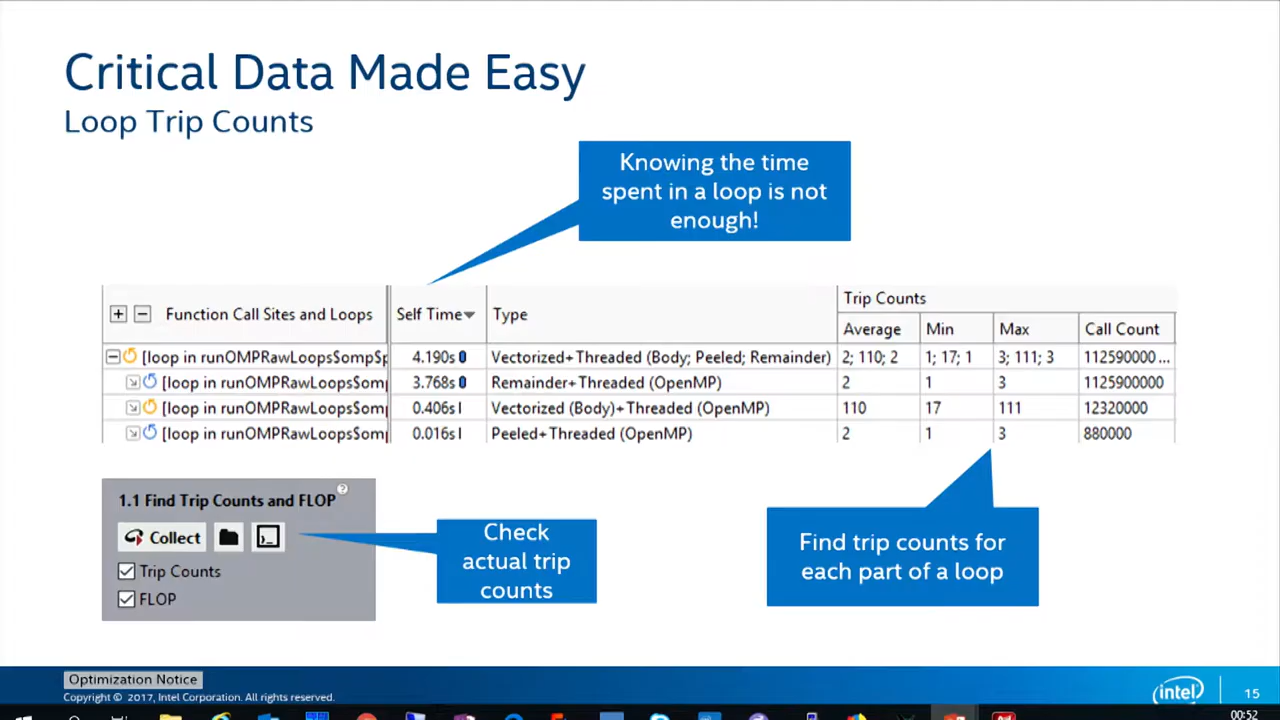 Critical Data Made Easy
Loop Trip Counts
Knowing the time
spent in a loop is not
enough!
Function Call Sites and Loops Self Time Type Trip Counts
Average Min Max Call Count
[loop in runOMPRawLoops$omp$p 4.190s Vectorized+Threaded (Body; Peeled; Remainder) 2; 110; 2 1; 17; 1 3; 111; 3 112590000...
[loop in runOMPRawLoops$omp 3.768s Remainder+Threaded (OpenMP) 2 1 3 1125900000
[loop in runOMPRawLoops$omp 0.406s Vectorized (Body)+Threaded (OpenMP) 110 17 111 12320000
[loop in runOMPRawLoops$omp 0.016s Peeled+Threaded (OpenMP) 2 1 3 880000
1.1 Find Trip Counts and FLOP ?
Collect
Trip Counts
FLOP
Check
actual trip
counts
Find trip counts for
each part of a loop
Optimization Notice
Copyright © 2017, Intel Corporation. All rights reserved.
intel
15
00:52